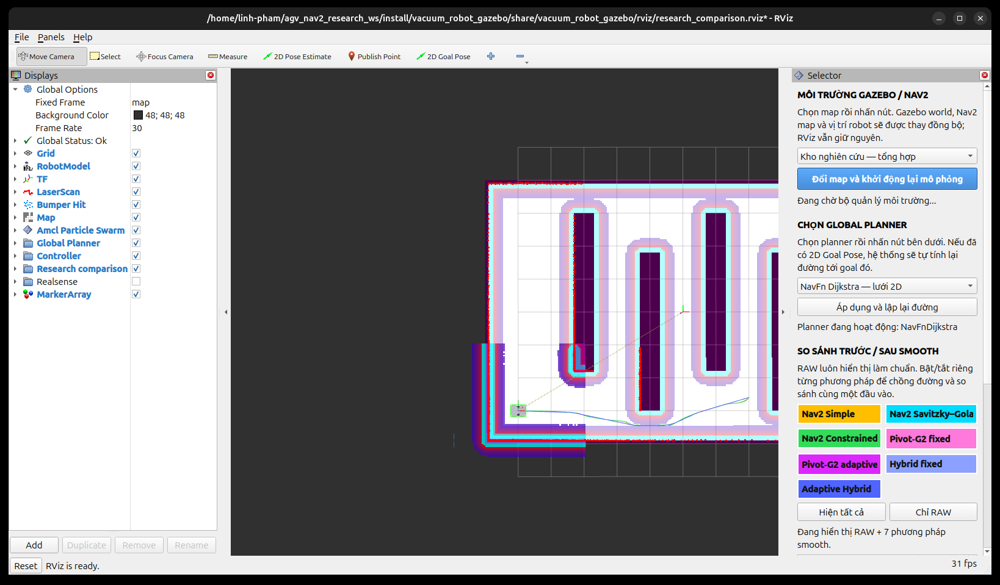 /home/linh-pham/agv_nav2_research_ws/install/vacuum_robot_gazebo/share/vacuum_robot_gazebo/rviz/research_comparison.rviz* - RViz
File Panels Help
Move Camera Select Focus Camera Measure 2D Pose Estimate Publish Point 2D Goal Pose
Displays
Global Options
Fixed Frame map
Background Color 48; 48; 48
Frame Rate 30
Global Status: Ok
Grid
RobotModel
TF
LaserScan
Bumper Hit
Map
Amcl Particle Swarm
Global Planner
Controller
Research comparison
Realsense
MarkerArray
Add Duplicate Remove Rename
Reset RViz is ready.
Selector
MÔI TRƯỜNG GAZEBO / NAV2
Chọn map rồi nhấn nút. Gazebo world, Nav2
map và vị trí robot sẽ được thay đồng bộ;
RViz vẫn giữ nguyên.
Kho nghiên cứu — tổng hợp
Đổi map và khởi động lại mô phỏng
Đang chờ bộ quản lý môi trường...
CHỌN GLOBAL PLANNER
Chọn planner rồi nhấn nút bên dưới. Nếu đã
có 2D Goal Pose, hệ thống sẽ tự tính lại
đường tới goal đó.
NavFn Dijkstra — lưới 2D
Áp dụng và lập lại đường
Planner đang hoạt động: NavFnDijkstra
SO SÁNH TRƯỚC / SAU SMOOTH
RAW luôn hiển thị làm chuẩn. Bật/tắt riêng
từng phương pháp để chồng đường và so
sánh cùng một đầu vào.
Nav2 Simple Nav2 Savitzky–Gola
Nav2 Constrained Pivot-G2 fixed
Pivot-G2 adaptive Hybrid fixed
Adaptive Hybrid
Hiện tất cả Chỉ RAW
Đang hiển thị RAW + 7 phương pháp
smooth.
31 fps